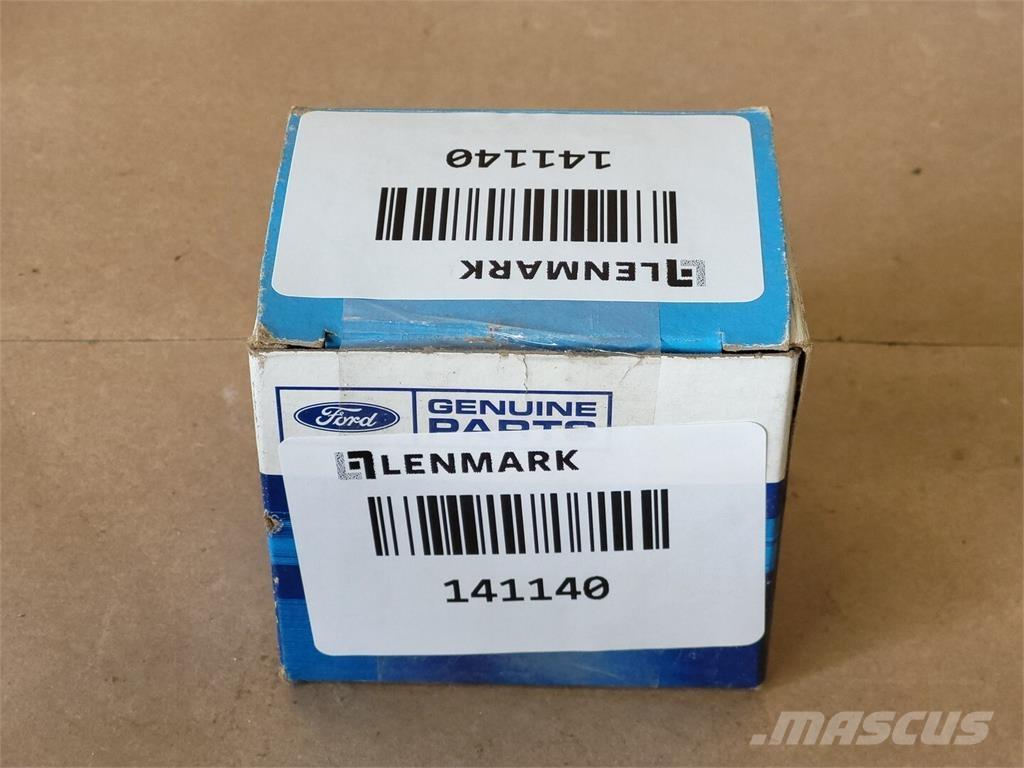 141140
LENMARK
Ford
GENUINE
PARTS
LENMARK
141140
MASCUS